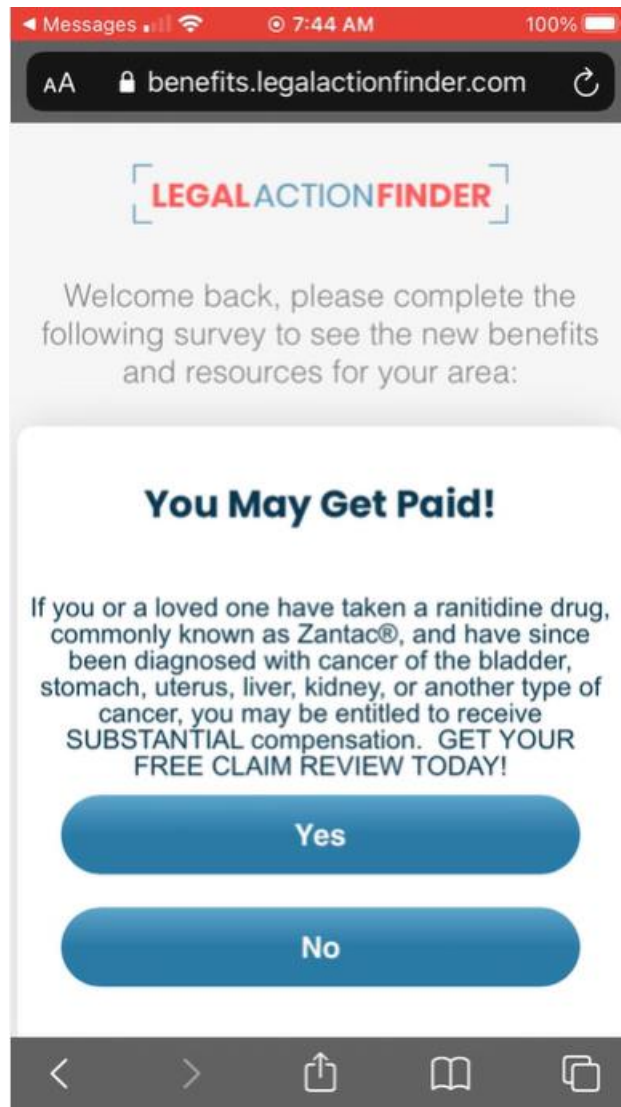 Messages 7:44 AM 100%
AA benefits.legalactionfinder.com
LEGALACTIONFINDER
Welcome back, please complete the
following survey to see the new benefits
and resources for your area:
You May Get Paid!
If you or a loved one have taken a ranitidine drug,
commonly known as Zantac®, and have since
been diagnosed with cancer of the bladder,
stomach, uterus, liver, kidney, or another type of
cancer, you may be entitled to receive
SUBSTANTIAL compensation. GET YOUR
FREE CLAIM REVIEW TODAY!
Yes
No